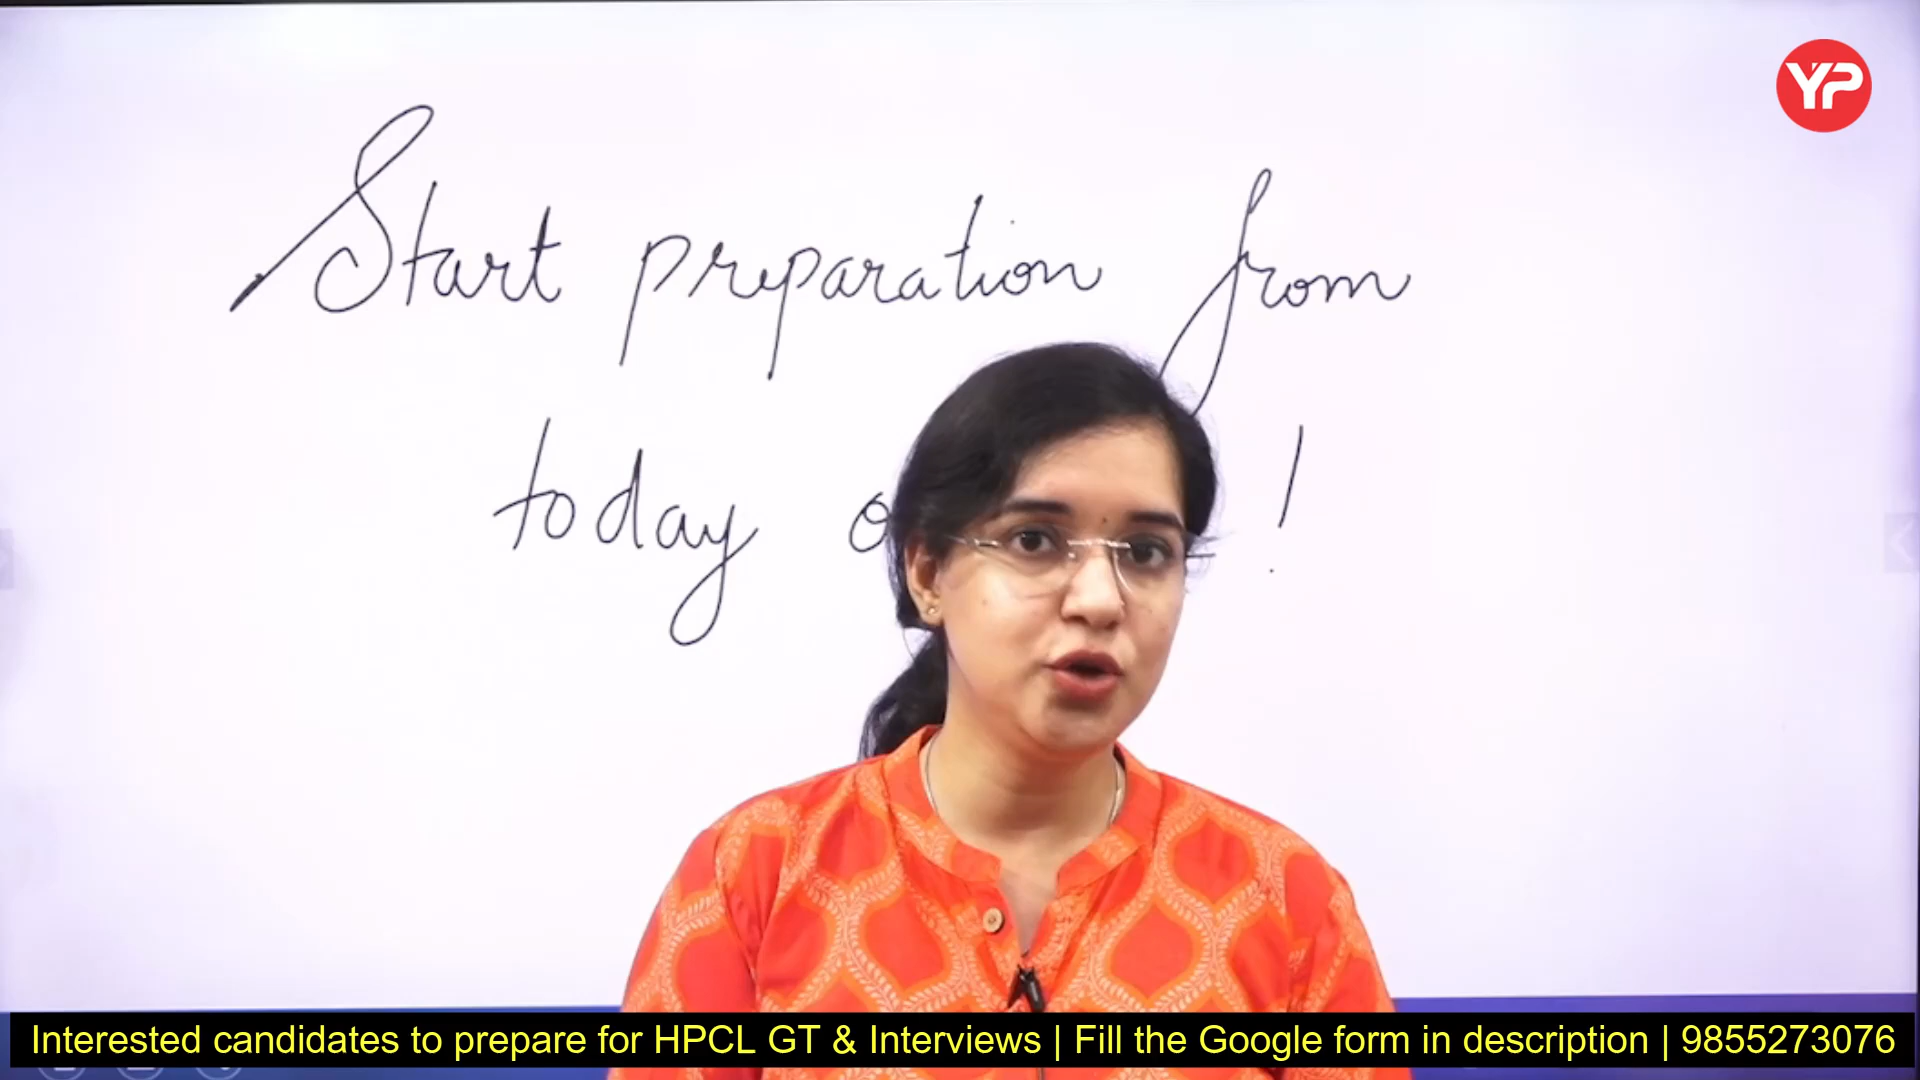 YP
Start preparation from
today !
Interested candidates to prepare for HPCL GT & Interviews | Fill the Google form in description | 9855273076